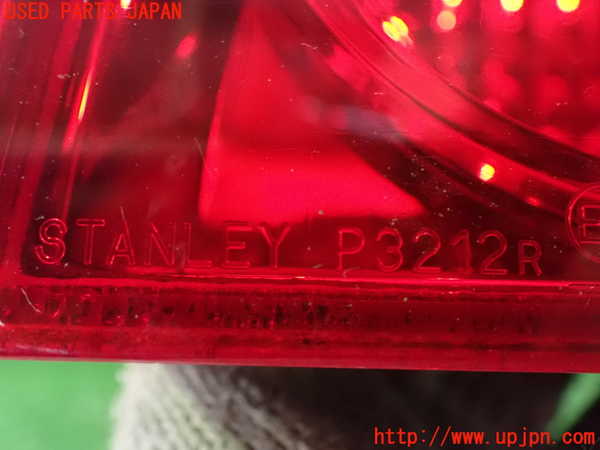 USED PARTS JAPAN
STANLEY P3212R
E
http://www.upjpn.com/